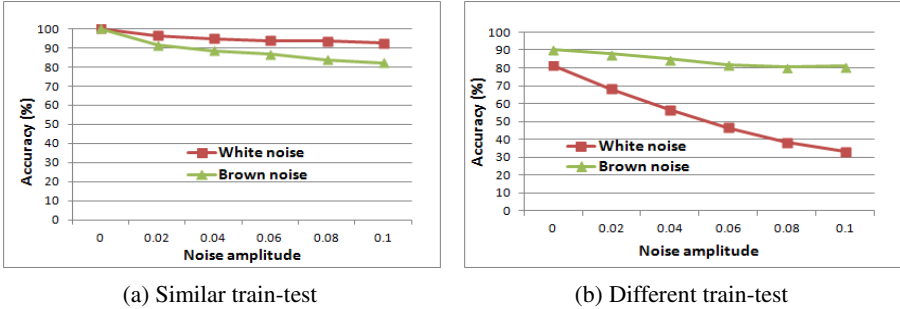 100
90
80
70
60
50
40
30
20
10
0
Accuracy (%)
White noise
Brown noise
0 0.02 0.04 0.06 0.08 0.1
Noise amplitude
(a) Similar train-test
100
90
80
70
60
50
40
30
20
10
0
Accuracy (%)
White noise
Brown noise
0 0.02 0.04 0.06 0.08 0.1
Noise amplitude
(b) Different train-test